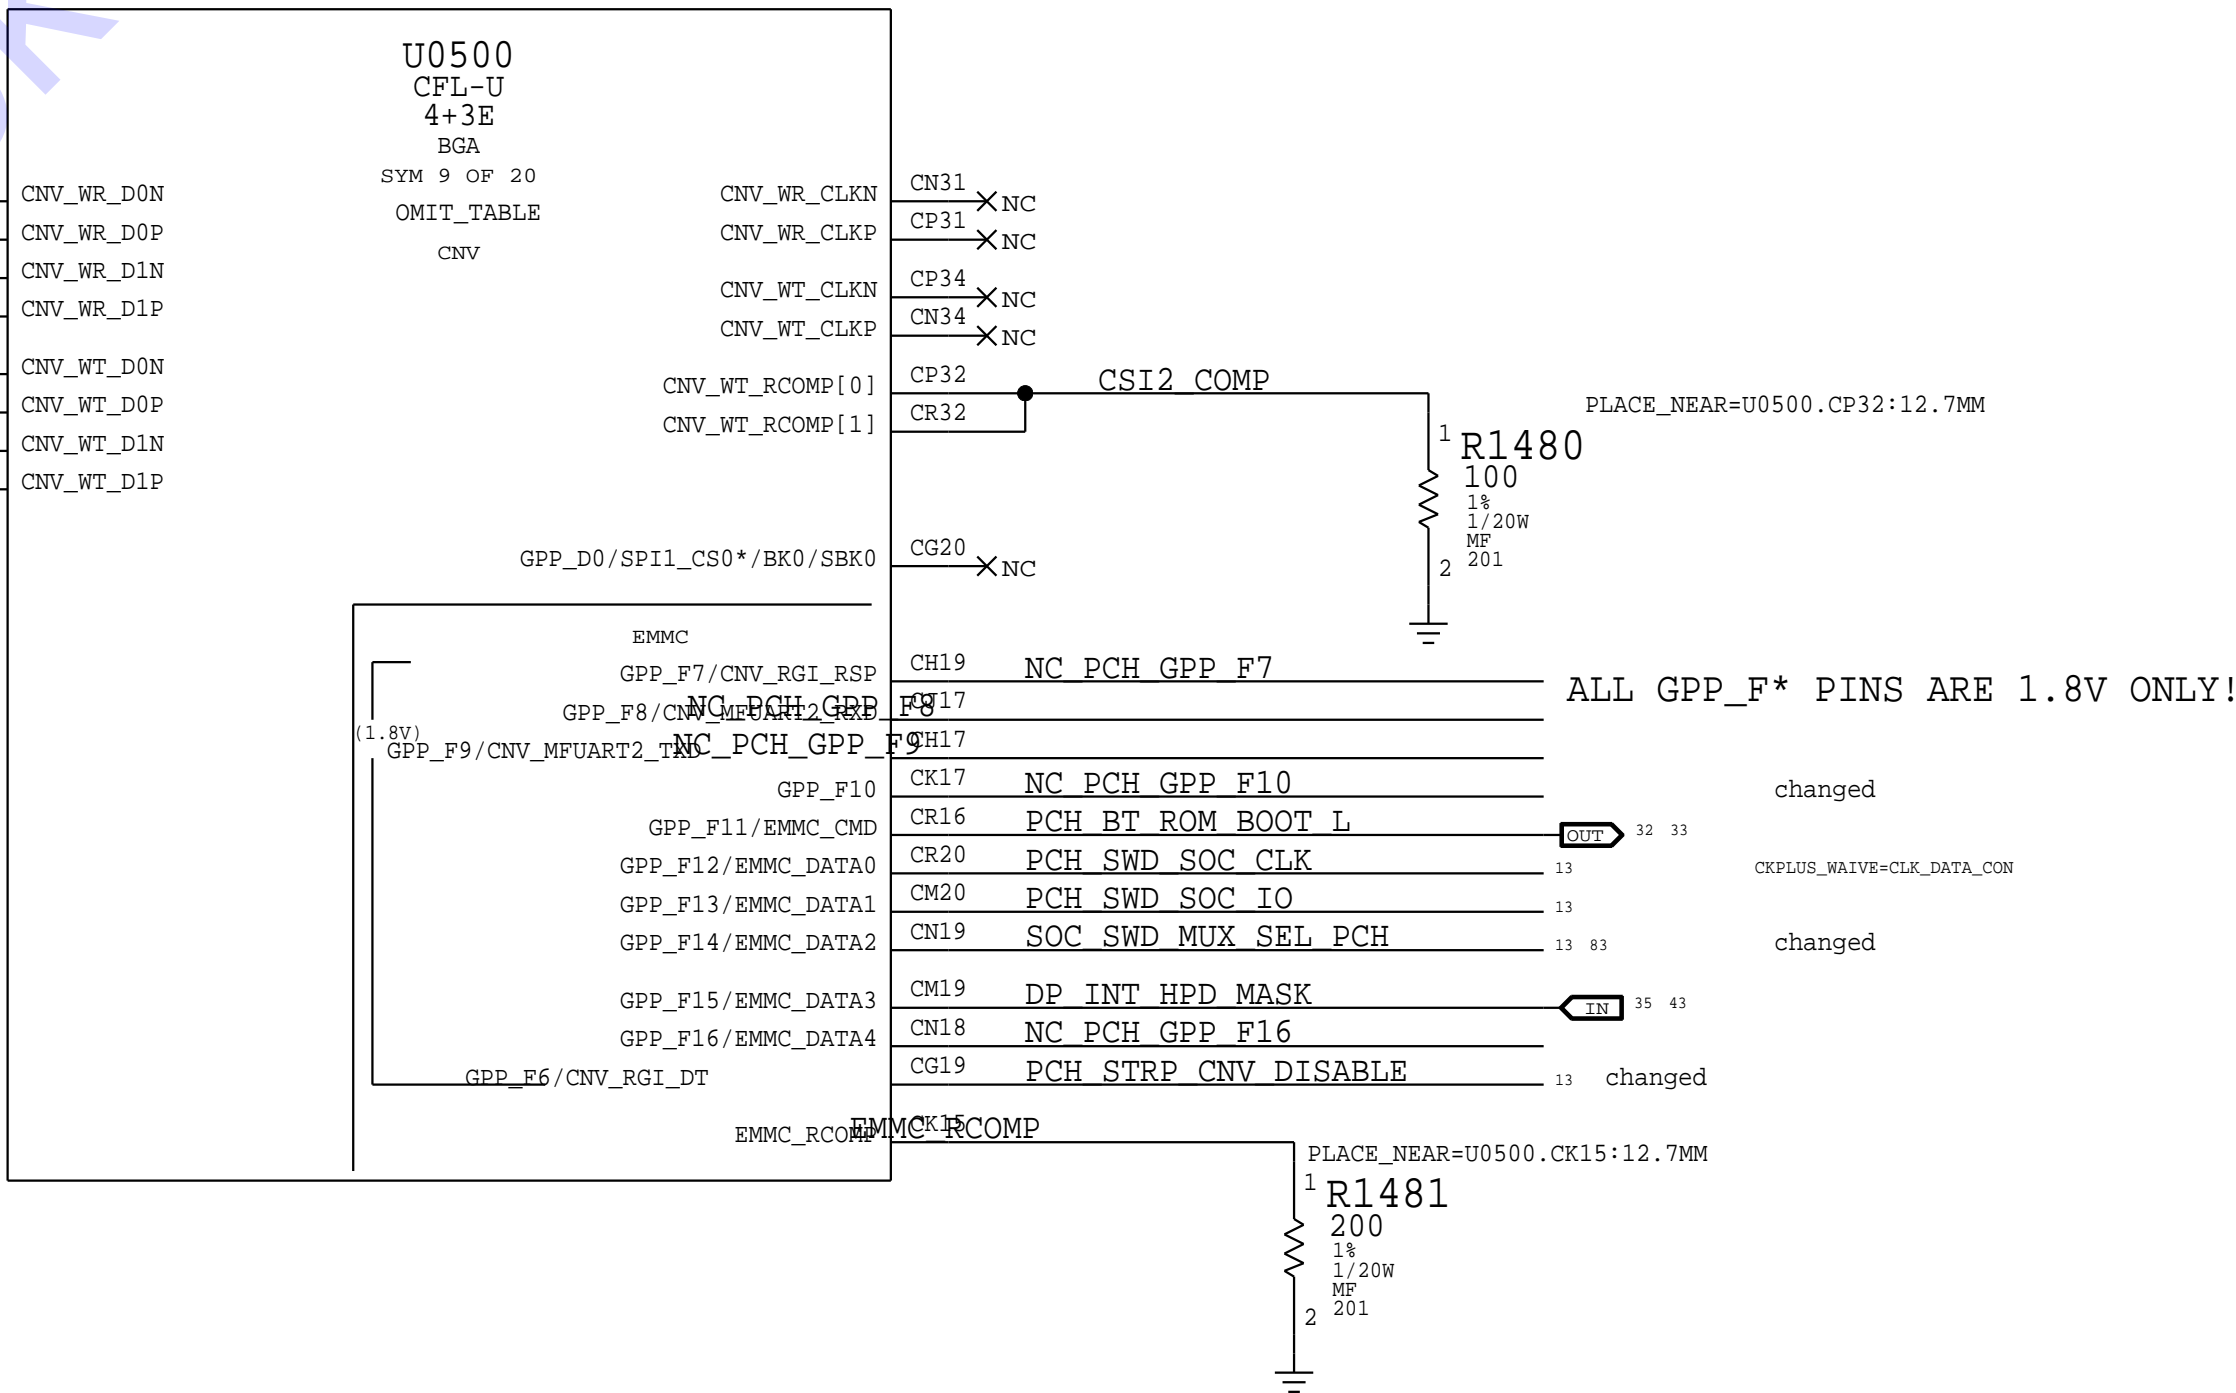 U0500
CFL-U
4+3E
BGA
SYM 9 OF 20
OMIT_TABLE
CNV
CNV_WR_D0N
CNV_WR_D0P
CNV_WR_D1N
CNV_WR_D1P
CNV_WT_D0N
CNV_WT_D0P
CNV_WT_D1N
CNV_WT_D1P
CNV_WR_CLKN CN31 NC
CNV_WR_CLKP CP31 NC
CNV_WT_CLKN CP34 NC
CNV_WT_CLKP CN34 NC
CNV_WT_RCOMP[0] CP32 CSI2_COMP
CNV_WT_RCOMP[1] CR32
PLACE_NEAR=U0500.CP32:12.7MM
1 R1480
100
1%
1/20W
MF
2 201
GPP_D0/SPI1_CS0*/BK0/SBK0 CG20 NC
EMMC
(1.8V)
GPP_F7/CNV_RGI_RSP CH19 NC_PCH_GPP_F7
ALL GPP_F* PINS ARE 1.8V ONLY!
GPP_F8/CNV_MFUART2_RXD NC_PCH_GPP_F8 CJ17
GPP_F9/CNV_MFUART2_TXD NC_PCH_GPP_F9 CH17
GPP_F10 CK17 NC_PCH_GPP_F10 changed
GPP_F11/EMMC_CMD CR16 PCH_BT_ROM_BOOT_L OUT 32 33
GPP_F12/EMMC_DATA0 CR20 PCH_SWD_SOC_CLK 13 CKPLUS_WAIVE=CLK_DATA_CON
GPP_F13/EMMC_DATA1 CM20 PCH_SWD_SOC_IO 13
GPP_F14/EMMC_DATA2 CN19 SOC_SWD_MUX_SEL_PCH 13 83 changed
GPP_F15/EMMC_DATA3 CM19 DP_INT_HPD_MASK IN 35 43
GPP_F16/EMMC_DATA4 CN18 NC_PCH_GPP_F16
GPP_F6/CNV_RGI_DT CG19 PCH_STRP_CNV_DISABLE 13 changed
EMMC_RCOMP CK15 EMMC_RCOMP
PLACE_NEAR=U0500.CK15:12.7MM
1 R1481
200
1%
1/20W
MF
2 201